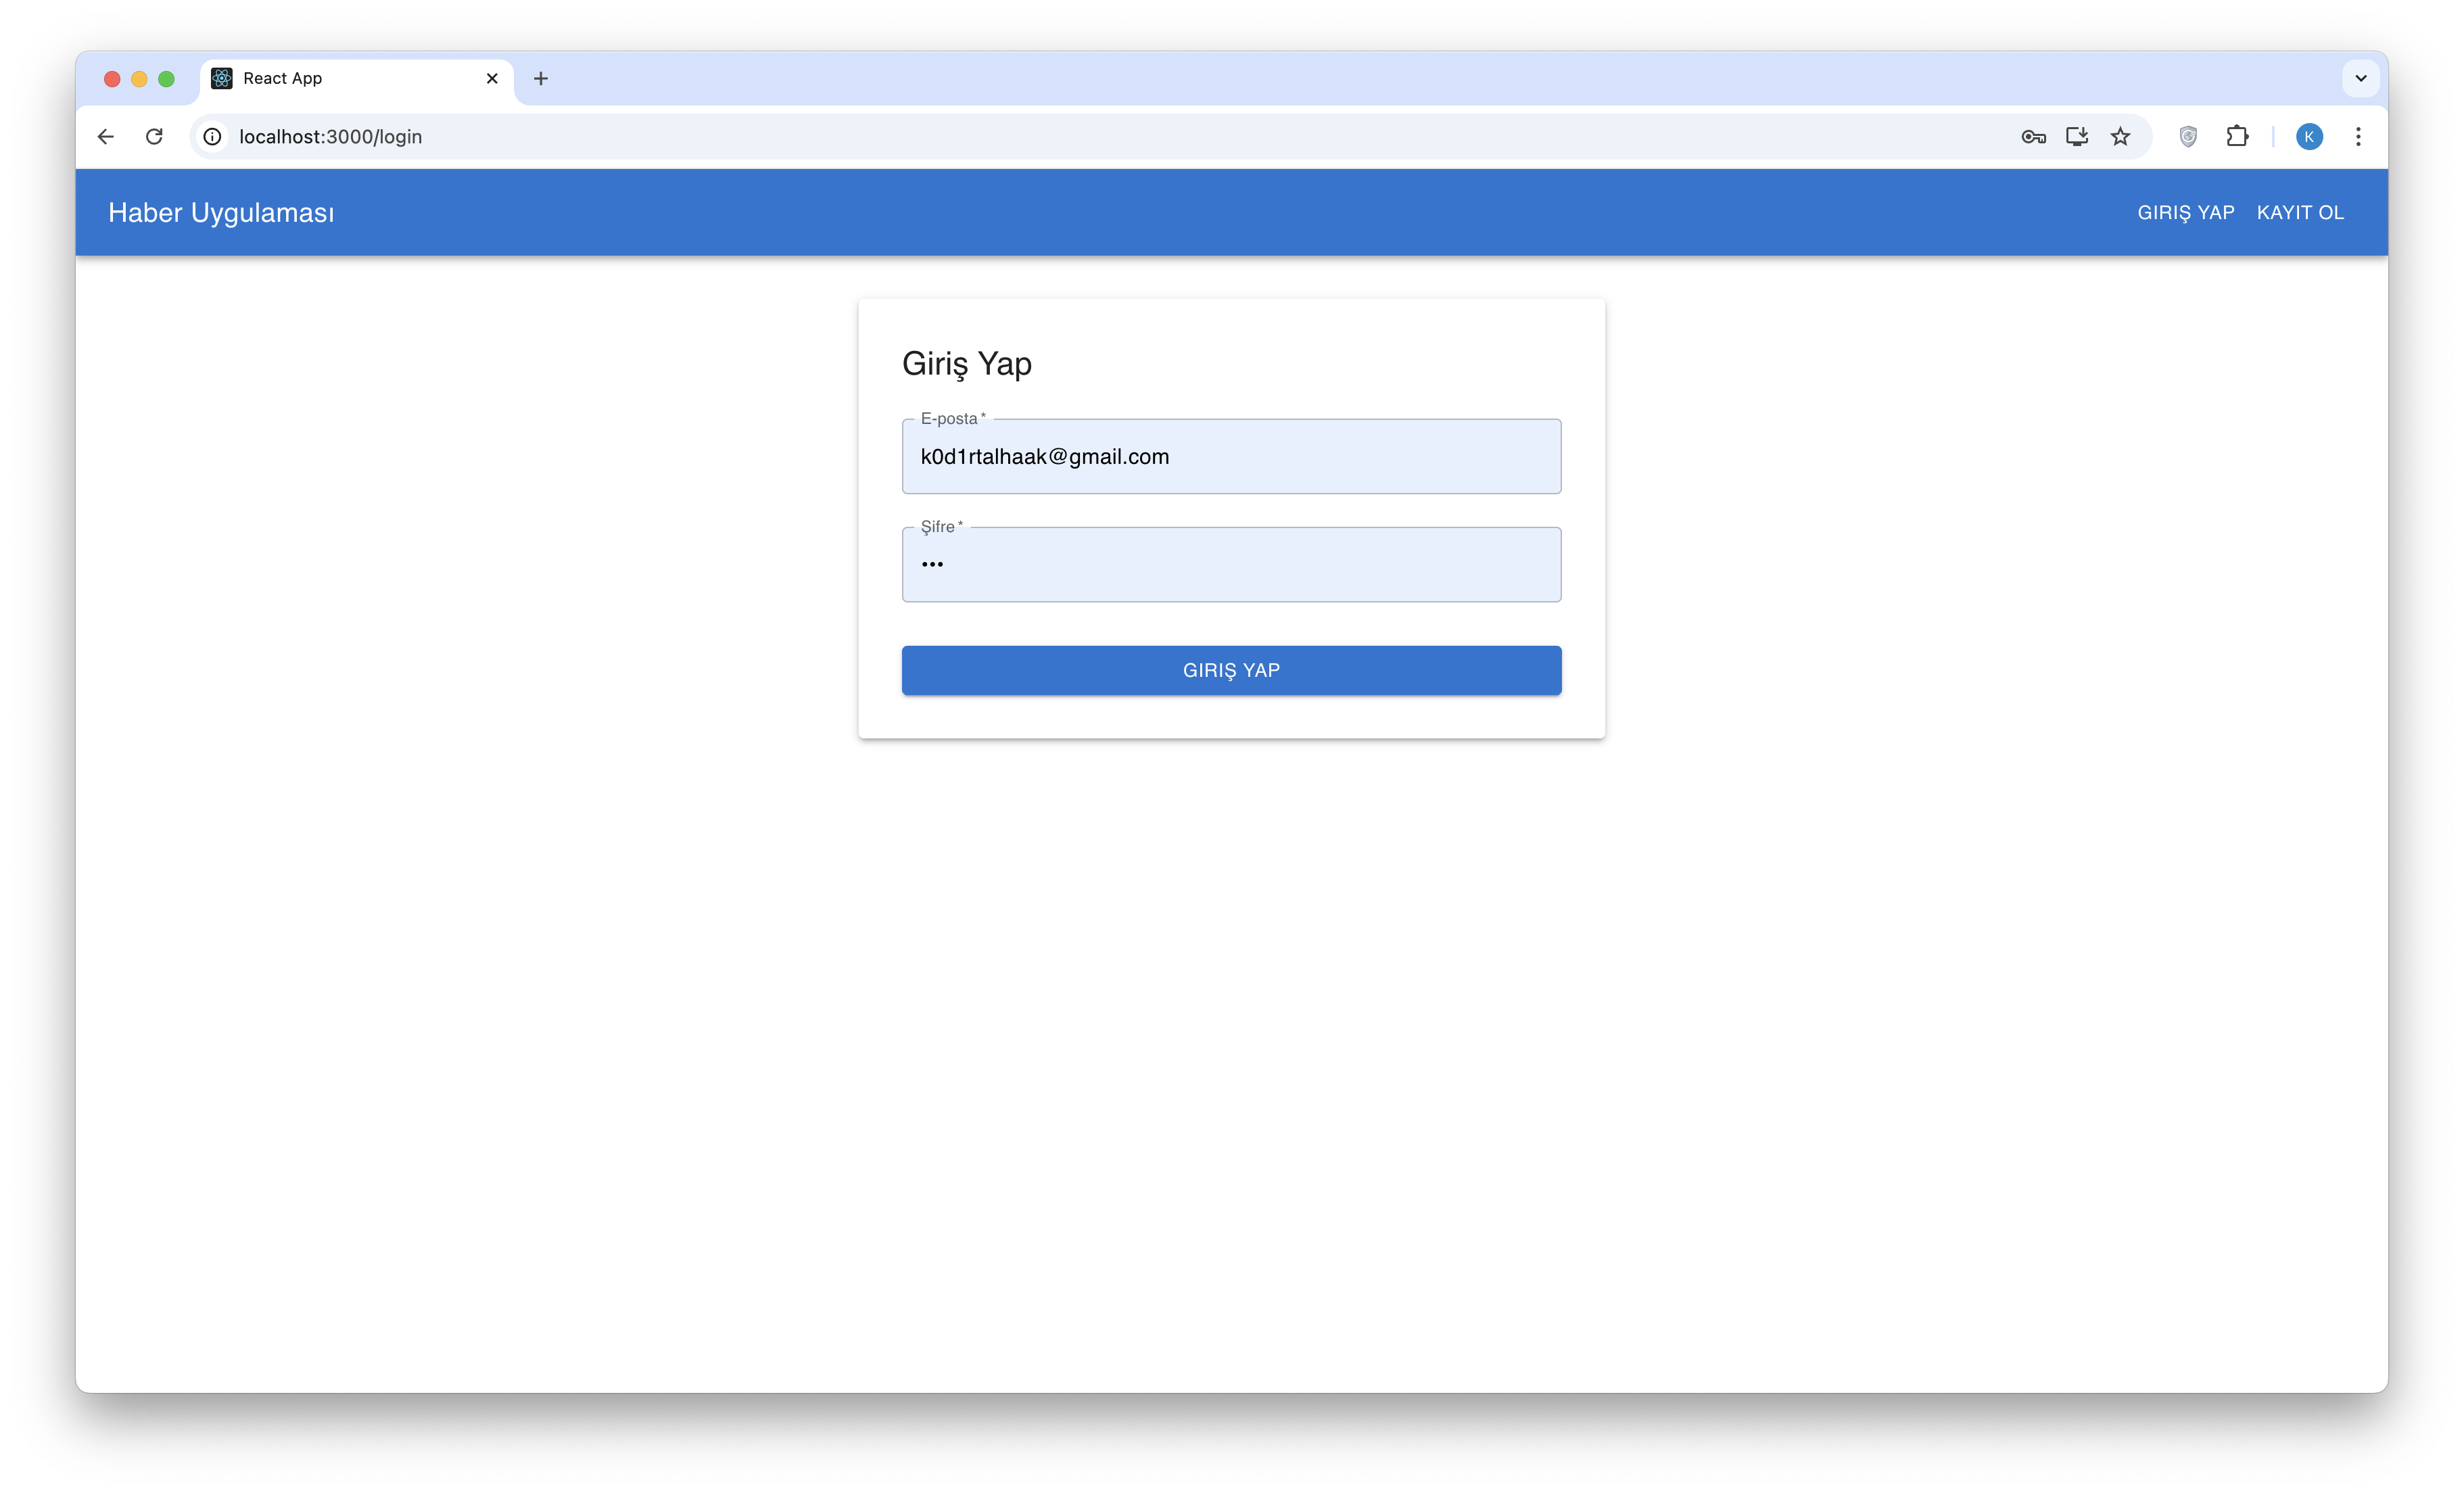 React App
localhost:3000/login
K
Haber Uygulaması
GIRIŞ YAP
KAYIT OL
Giriş Yap
E-posta *
k0d1rtalhaak@gmail.com
Şifre *
•••
GIRIŞ YAP